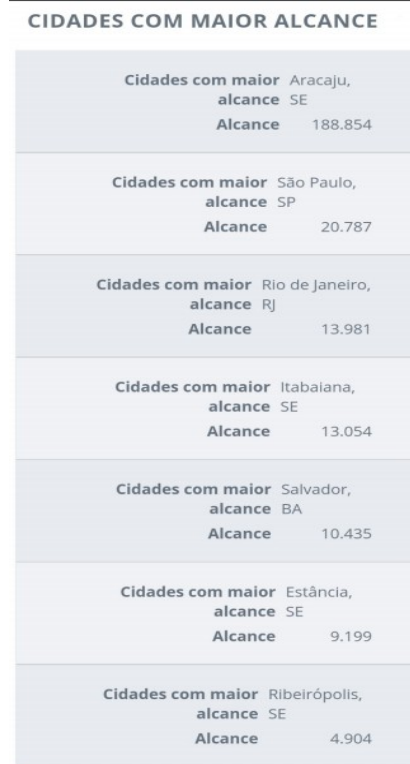 CIDADES COM MAIOR ALCANCE
Cidades com maior Aracaju,
alcance SE
Alcance 188.854
Cidades com maior São Paulo,
alcance SP
Alcance 20.787
Cidades com maior Rio de Janeiro,
alcance RJ
Alcance 13.981
Cidades com maior Itabaiana,
alcance SE
Alcance 13.054
Cidades com maior Salvador,
alcance BA
Alcance 10.435
Cidades com maior Estância,
alcance SE
Alcance 9.199
Cidades com maior Ribeirópolis,
alcance SE
Alcance 4.904